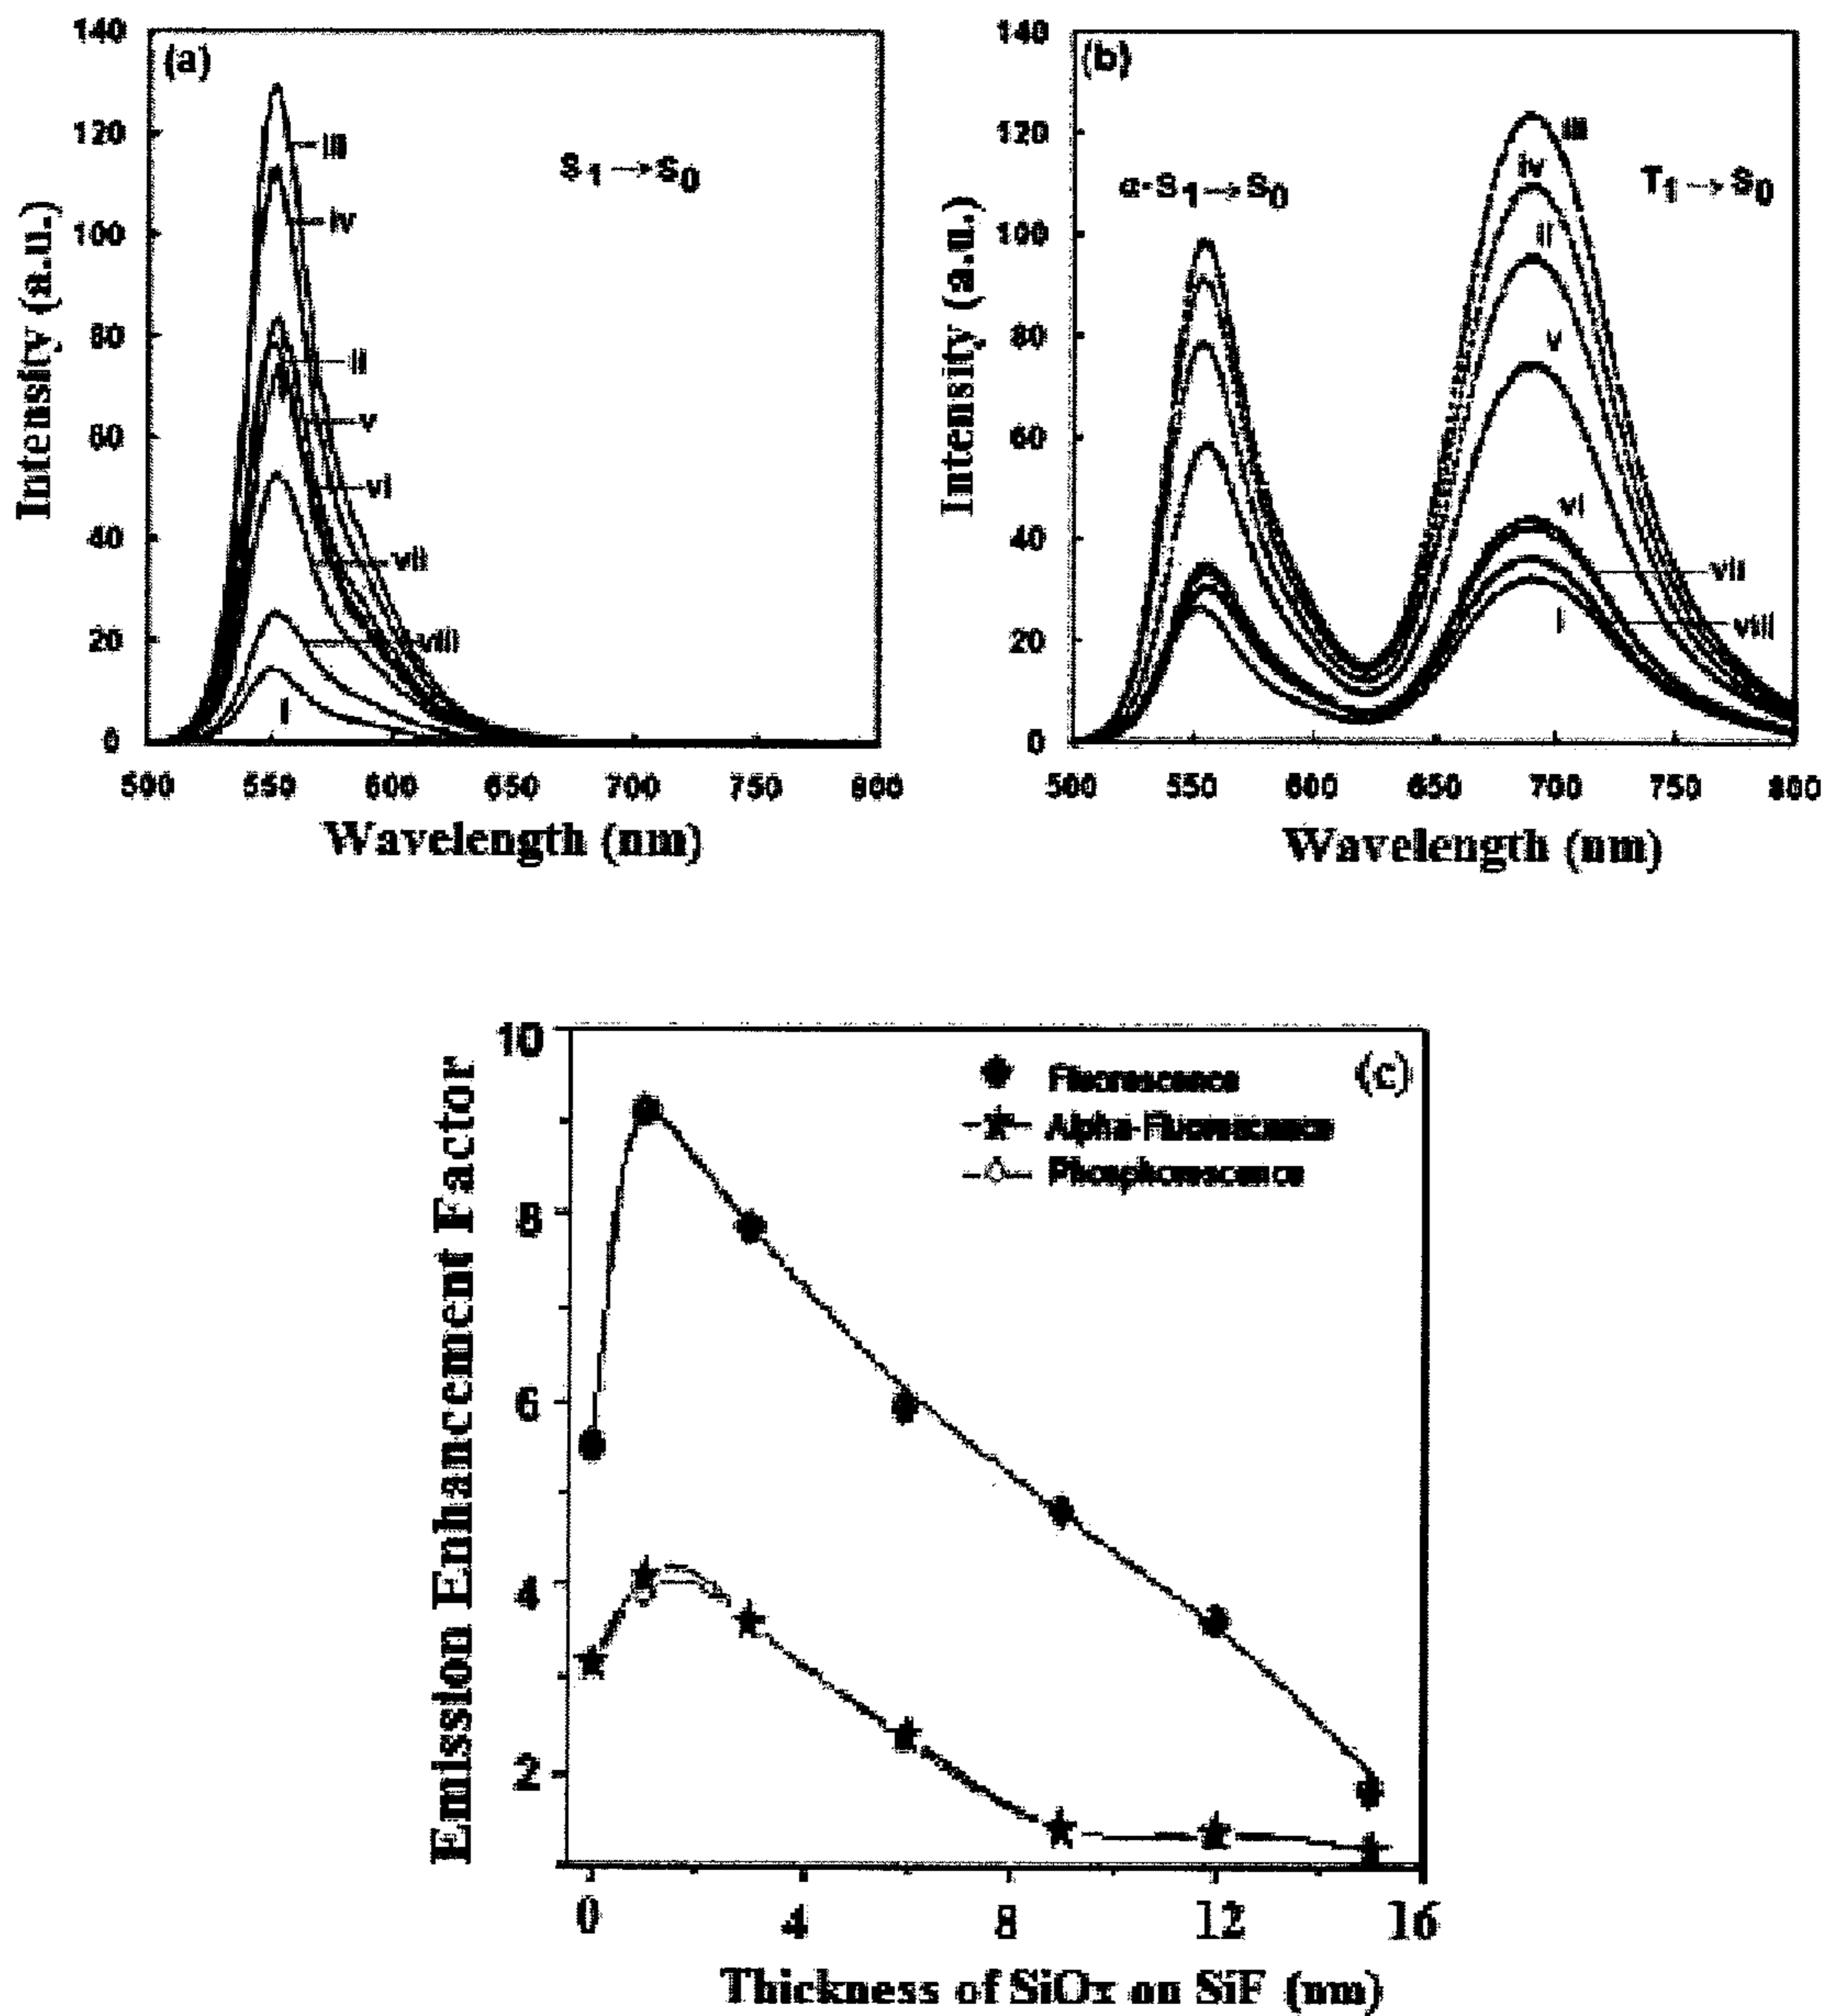 (a)
S1→S0
iii
iv
ii
v
vi
vii
viii
i
140
120
100
80
60
40
20
0
500 550 600 650 700 750 800
Intensity (a.u.)
Wavelength (nm)
(b)
α-S1→S0
T1→S0
iii
iv
ii
v
vi
vii
viii
i
140
120
100
80
60
40
20
0
500 550 600 650 700 750 800
Intensity (a.u.)
Wavelength (nm)
(c)
Fluorescence
Alpha-Fluorescence
Phosphorescence
10
8
6
4
2
0 4 8 12 16
Emission Enhancement Factor
Thickness of SiOx on SiF (nm)